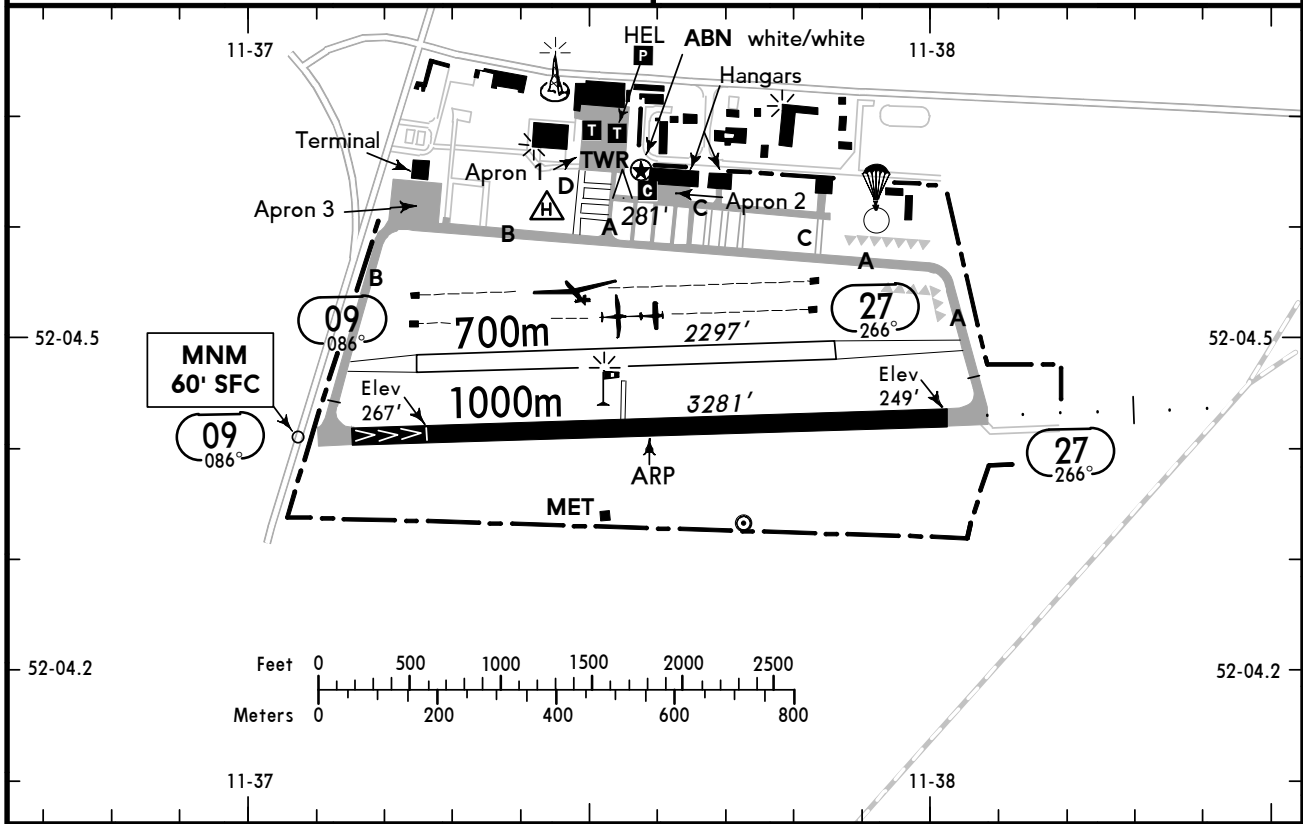 11-37
HEL
P
ABN white/white
11-38
Hangars
Terminal
T
T
TWR
Apron 1
D
C
H
281'
C
Apron 2
Apron 3
B
A
C
A
B
09
086°
27
266°
A
52-04.5
700m
2297'
52-04.5
MNM
60' SFC
Elev
267'
1000m
3281'
Elev
249'
09
086°
27
266°
ARP
MET
52-04.2
Feet 0 500 1000 1500 2000 2500
52-04.2
Meters 0 200 400 600 800
11-37
11-38